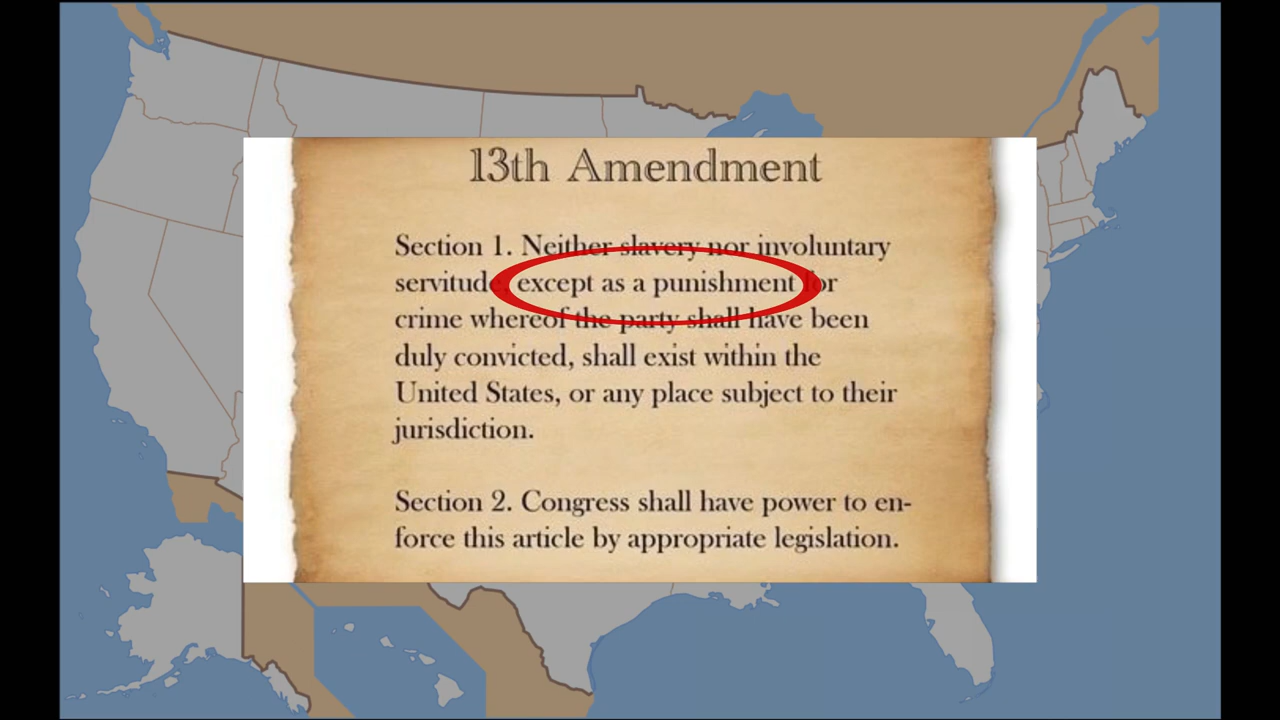 13th Amendment
Section 1. Neither slavery nor involuntary
servitude, except as a punishment for
crime whereof the party shall have been
duly convicted, shall exist within the
United States, or any place subject to their
jurisdiction.
Section 2. Congress shall have power to en-
force this article by appropriate legislation.